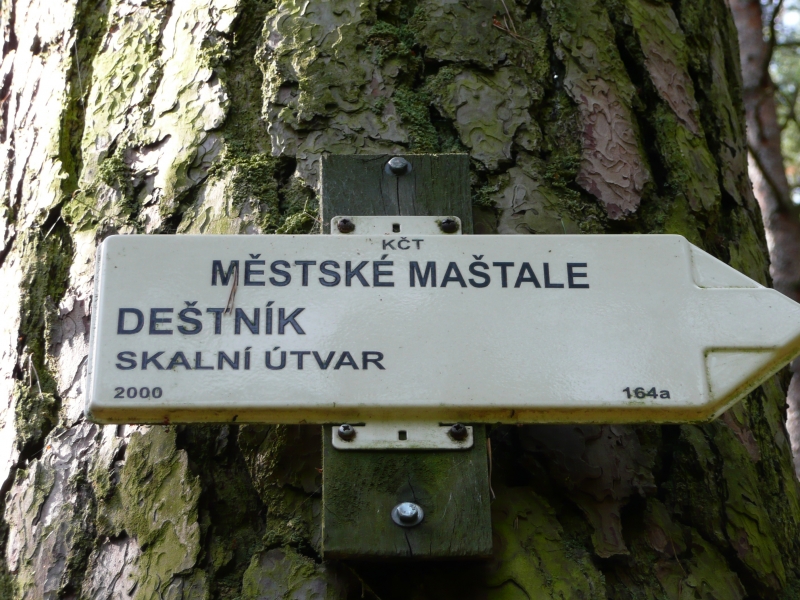 KČT
MĚSTSKÉ MAŠTALE
DEŠTNÍK
SKALNÍ ÚTVAR
2000 164a